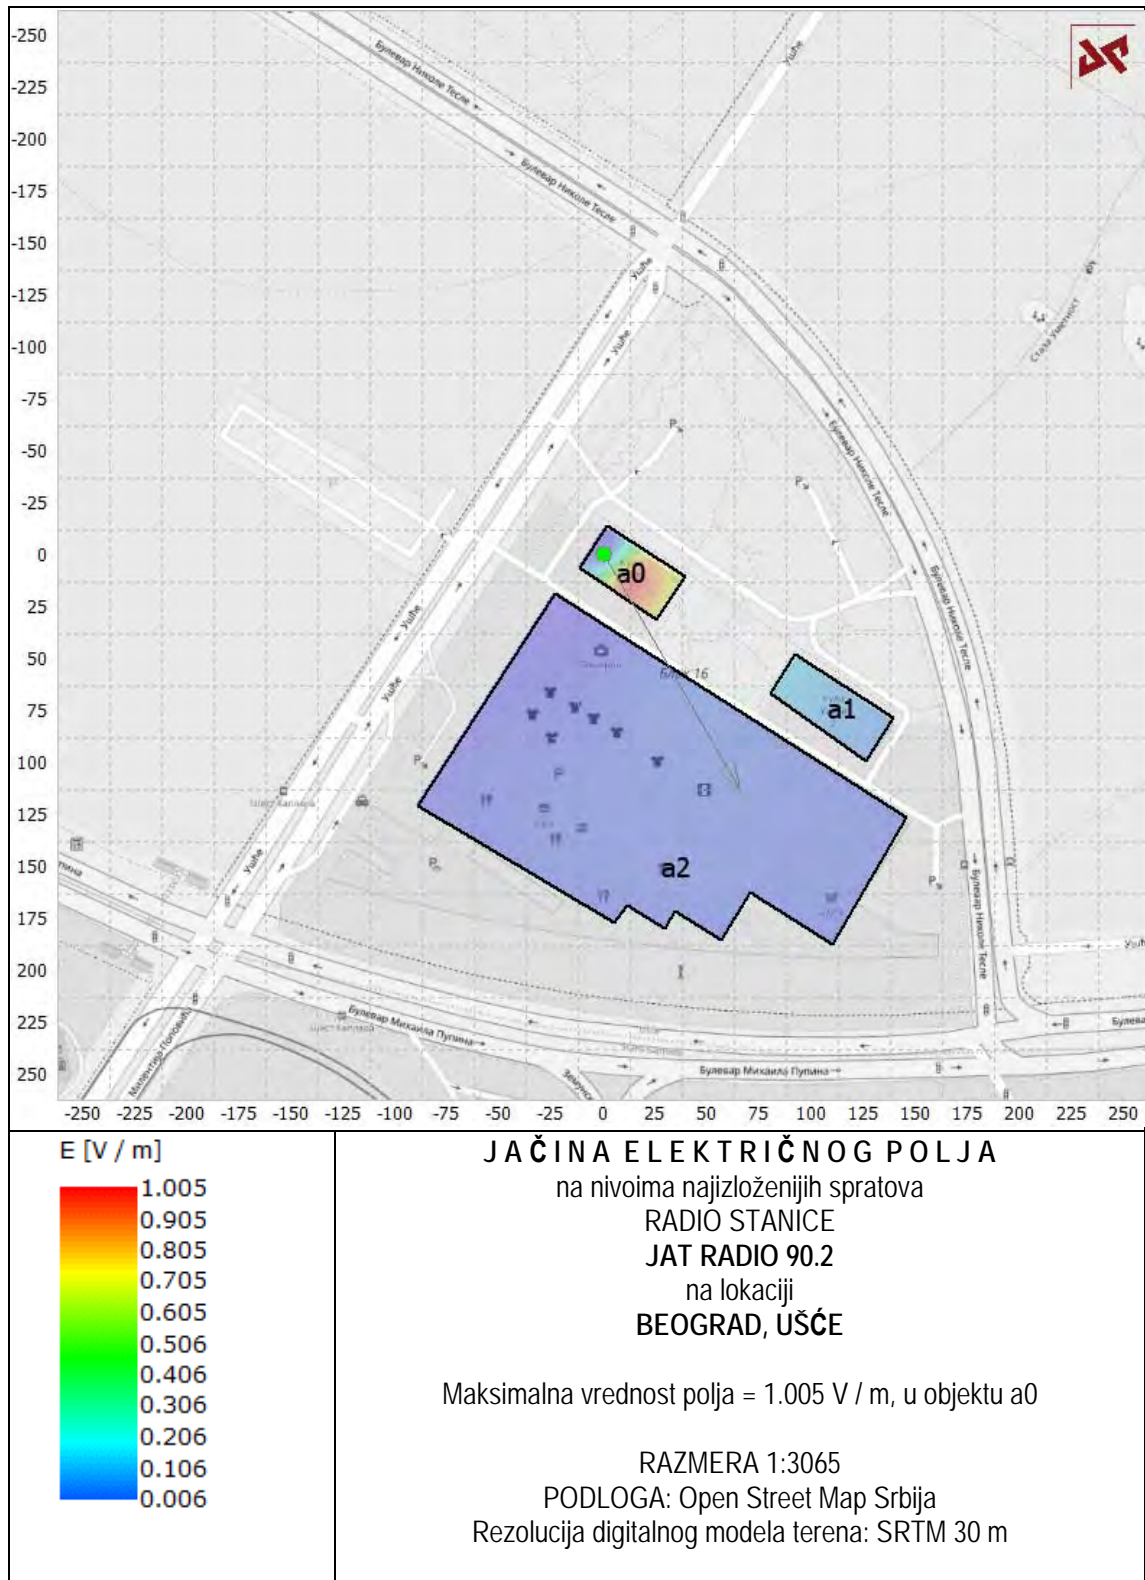 -250
-225
-200
-175
-150
-125
-100
-75
-50
-25
0
25
50
75
100
125
150
175
200
225
250
Булевар Николе Тесле
Булевар Николе Тесле
Ушће
Ушће
Ушће
Стаза Уметност
Булевар Николе Тесле
Булевар Николе Тесле
Булевар Николе Тесле
P
P
a0
Ушће
Ушће
блок 16
a1
P
P
a2
P
P
Ушће
Пупина
Милентија Поповића
Булевар Михаила Пупина
Булевар Михаила Пупина
Земунск
Булева
-250 -225 -200 -175 -150 -125 -100 -75 -50 -25 0 25 50 75 100 125 150 175 200 225 250
E [V / m]
1.005
0.905
0.805
0.705
0.605
0.506
0.406
0.306
0.206
0.106
0.006
JAČINA ELEKTRIČNOG POLJA
na nivoima najizloženijih spratova
RADIO STANICE
JAT RADIO 90.2
na lokaciji
BEOGRAD, UŠĆE
Maksimalna vrednost polja = 1.005 V / m, u objektu a0
RAZMERA 1:3065
PODLOGA: Open Street Map Srbija
Rezolucija digitalnog modela terena: SRTM 30 m